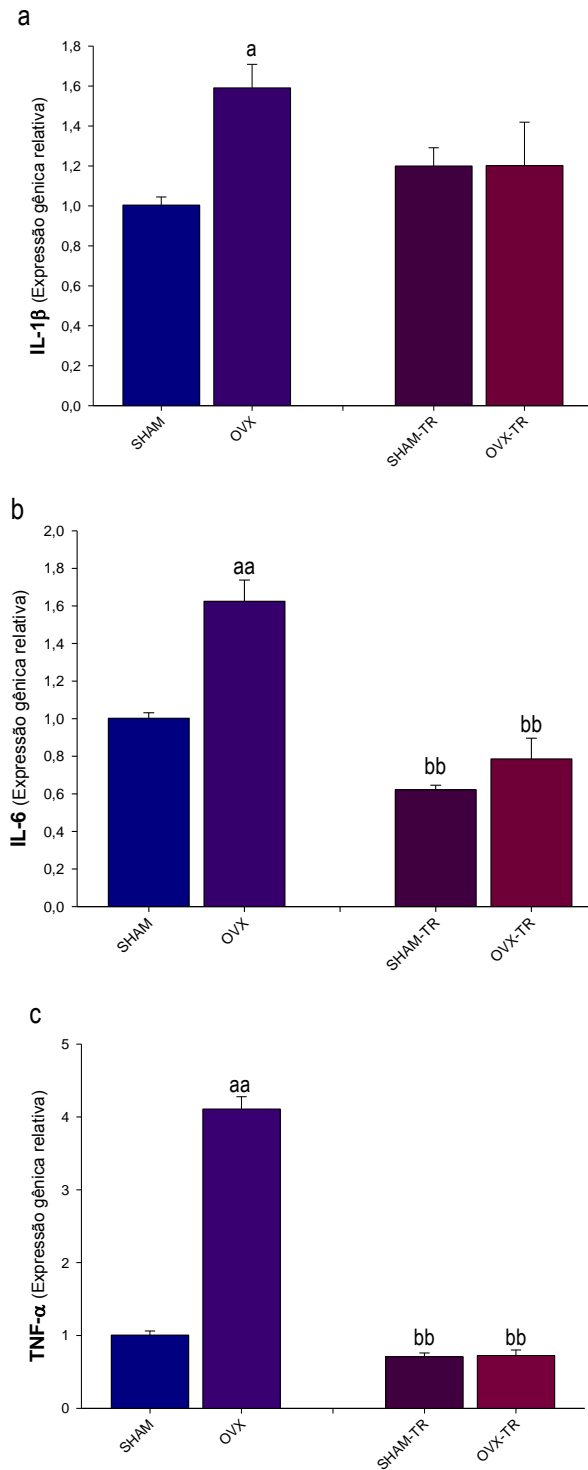 a
1,8
1,6
1,4
1,2
1,0
0,8
0,6
0,4
0,2
0,0
IL-1β (Expressão gênica relativa)
a
SHAM
OVX
SHAM-TR
OVX-TR
b
2,0
1,8
1,6
1,4
1,2
1,0
0,8
0,6
0,4
0,2
0,0
IL-6 (Expressão gênica relativa)
aa
bb
bb
SHAM
OVX
SHAM-TR
OVX-TR
c
5
4
3
2
1
0
TNF-α (Expressão gênica relativa)
aa
bb
bb
SHAM
OVX
SHAM-TR
OVX-TR